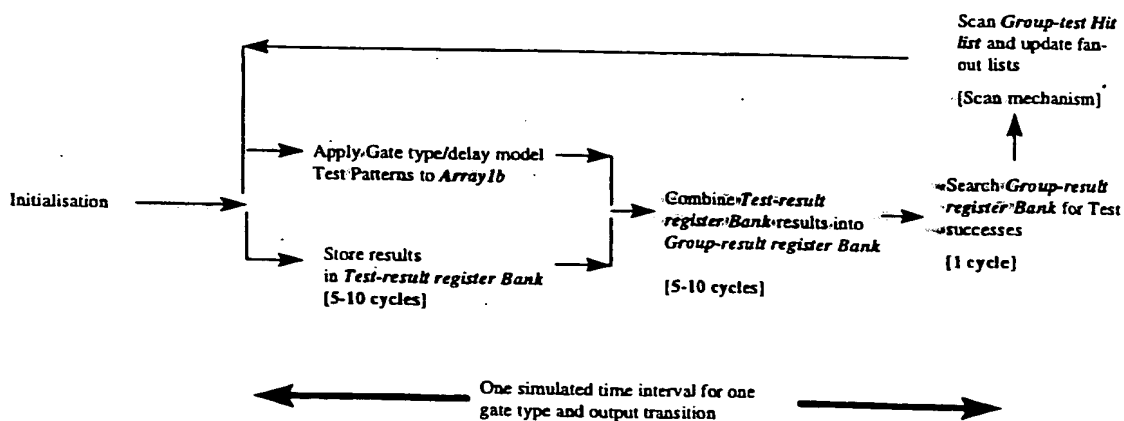 Scan Group-test Hit
list and update fan-
out lists
[Scan mechanism]
Apply Gate type/delay model
Test Patterns to Array1b
Initialisation
Combine Test-result
register Bank results into
Group-result register Bank
[5-10 cycles]
Search Group-result
register Bank for Test
successes
[1 cycle]
Store results
in Test-result register Bank
[5-10 cycles]
One simulated time interval for one
gate type and output transition